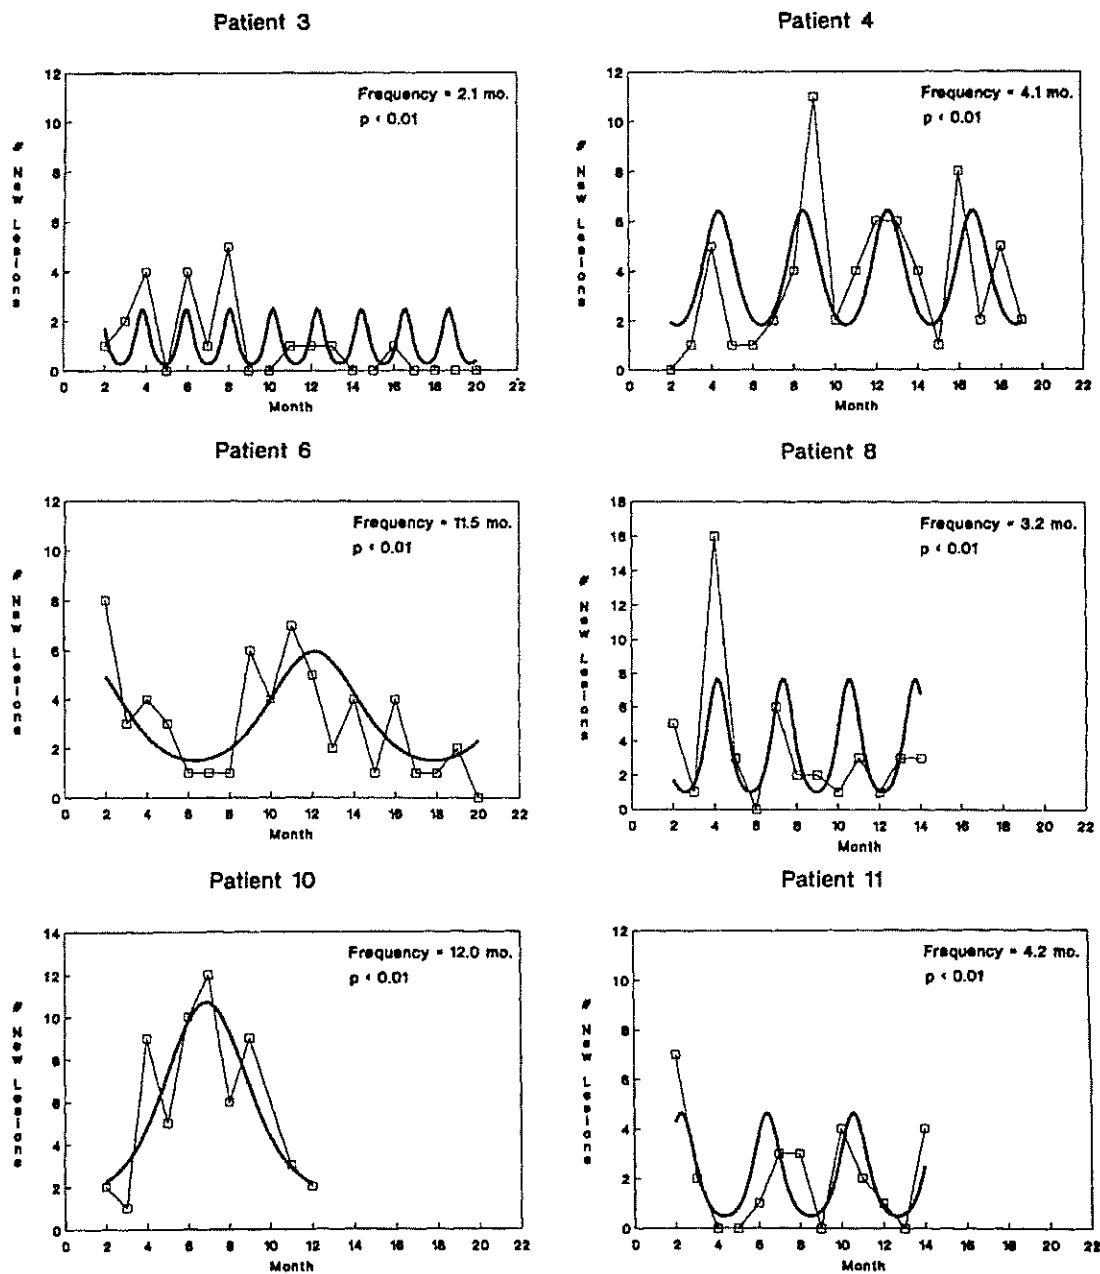 Patient 3
Frequency = 2.1 mo.
p < 0.01
# New Lesions
12
10
8
6
4
2
0
0 2 4 6 8 10 12 14 16 18 20 22
Month
Patient 4
Frequency = 4.1 mo.
p < 0.01
# New Lesions
12
10
8
6
4
2
0
0 2 4 6 8 10 12 14 16 18 20 22
Month
Patient 6
Frequency = 11.5 mo.
p < 0.01
# New Lesions
12
10
8
6
4
2
0
0 2 4 6 8 10 12 14 16 18 20 22
Month
Patient 8
Frequency = 3.2 mo.
p < 0.01
# New Lesions
18
16
14
12
10
8
6
4
2
0
0 2 4 6 8 10 12 14 16 18 20 22
Month
Patient 10
Frequency = 12.0 mo.
p < 0.01
# New Lesions
14
12
10
8
6
4
2
0
0 2 4 6 8 10 12 14 16 18 20 22
Month
Patient 11
Frequency = 4.2 mo.
p < 0.01
# New Lesions
12
10
8
6
4
2
0
0 2 4 6 8 10 12 14 16 18 20 22
Month